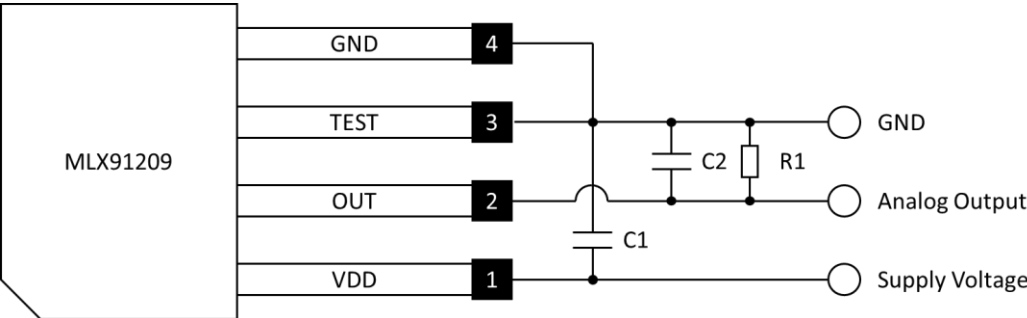 GND
4
TEST
3
GND
MLX91209
C2
R1
OUT
2
Analog Output
C1
VDD
1
Supply Voltage